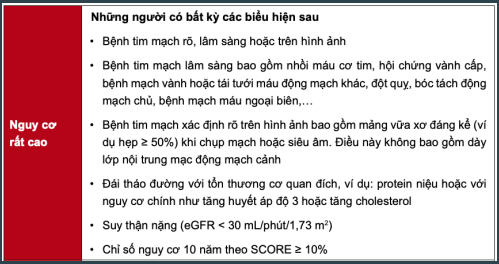 Những người có bất kỳ các biểu hiện sau
• Bệnh tim mạch rõ, lâm sàng hoặc trên hình ảnh
• Bệnh tim mạch lâm sàng bao gồm nhồi máu cơ tim, hội chứng vành cấp,
bệnh mạch vành hoặc tái tưới máu động mạch khác, đột quỵ, bóc tách động
mạch chủ, bệnh mạch máu ngoại biên,…
Nguy cơ
rất cao
• Bệnh tim mạch xác định rõ trên hình ảnh bao gồm mảng vữa xơ đáng kể (ví
dụ hẹp ≥ 50%) khi chụp mạch hoặc siêu âm. Điều này không bao gồm dày
lớp nội trung mạc động mạch cảnh
• Đái tháo đường với tổn thương cơ quan đích, ví dụ: protein niệu hoặc với
nguy cơ chính như tăng huyết áp độ 3 hoặc tăng cholesterol
• Suy thận nặng (eGFR < 30 mL/phút/1,73 m²)
• Chỉ số nguy cơ 10 năm theo SCORE ≥ 10%